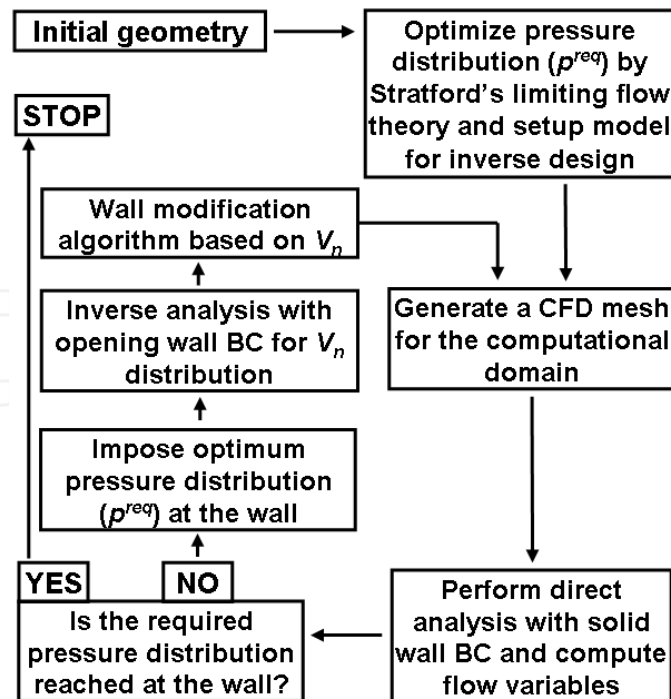 Initial geometry
Optimize pressure
distribution (p^req) by
Stratford's limiting flow
theory and setup model
for inverse design
STOP
Wall modification
algorithm based on V_n
Inverse analysis with
opening wall BC for V_n
distribution
Generate a CFD mesh
for the computational
domain
Impose optimum
pressure distribution
(p^req) at the wall
YES
NO
Is the required
pressure distribution
reached at the wall?
Perform direct
analysis with solid
wall BC and compute
flow variables